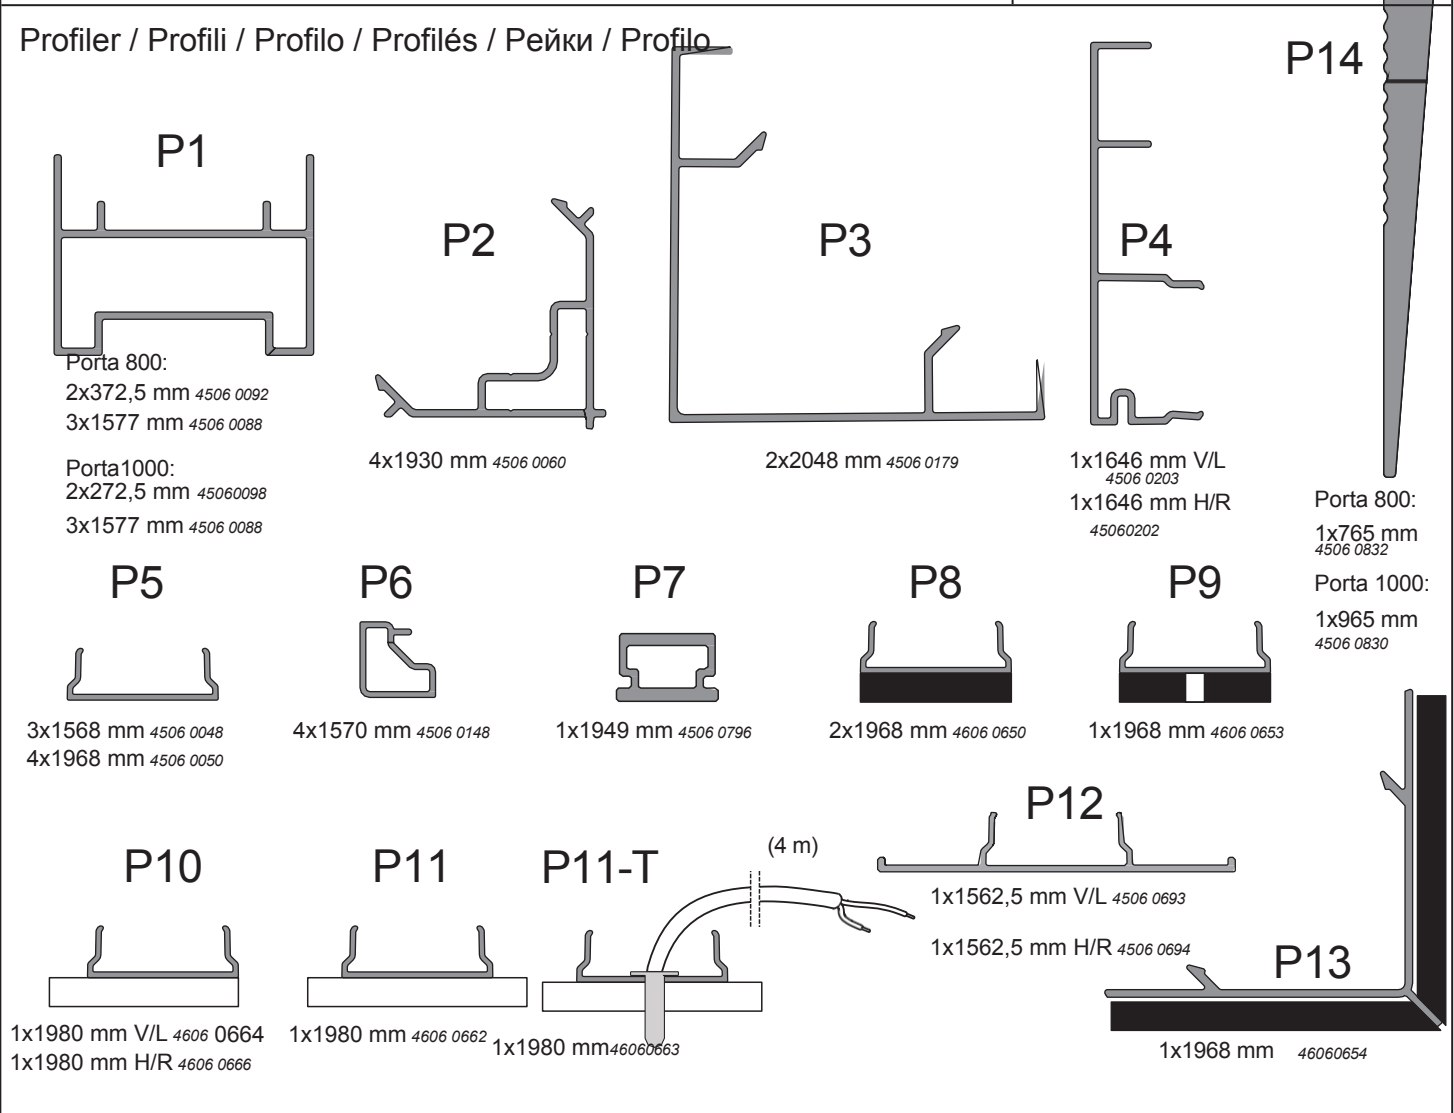 Profiler / Profili / Profilo / Profilés / Рейки / Profilo
P14
P1
P2
P3
P4
Porta 800:
2x372,5 mm 4506 0092
3x1577 mm 4506 0088
Porta1000:
2x272,5 mm 45060098
3x1577 mm 4506 0088
4x1930 mm 4506 0060
2x2048 mm 4506 0179
1x1646 mm V/L
4506 0203
1x1646 mm H/R
45060202
Porta 800:
1x765 mm
4506 0832
Porta 1000:
1x965 mm
4506 0830
P5
P6
P7
P8
P9
3x1568 mm 4506 0048
4x1968 mm 4506 0050
4x1570 mm 4506 0148
1x1949 mm 4506 0796
2x1968 mm 4606 0650
1x1968 mm 4606 0653
P10
P11
P11-T
(4 m)
P12
1x1562,5 mm V/L 4506 0693
1x1562,5 mm H/R 4506 0694
P13
1x1980 mm V/L 4606 0664
1x1980 mm H/R 4606 0666
1x1980 mm 4606 0662
1x1980 mm46060663
1x1968 mm 46060654